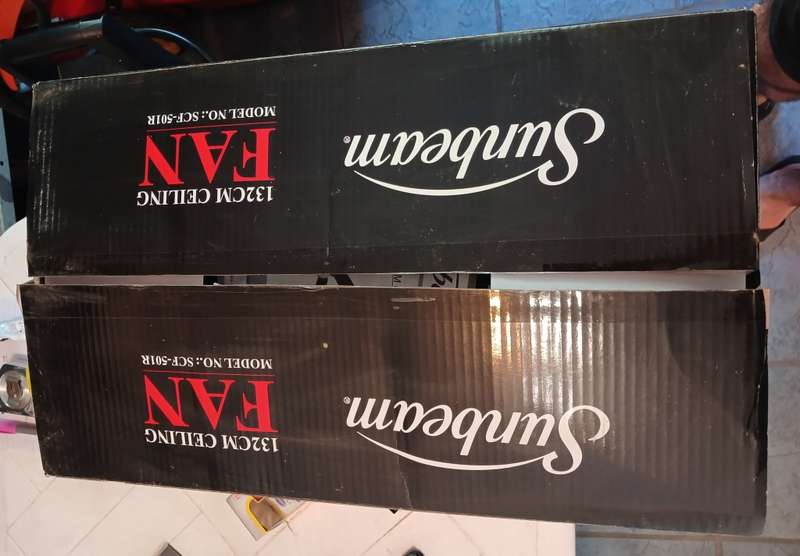 Sunbeam®
132CM CEILING
FAN
MODEL NO.: SCF-501R
Sunbeam®
132CM CEILING
FAN
MODEL NO.: SCF-501R